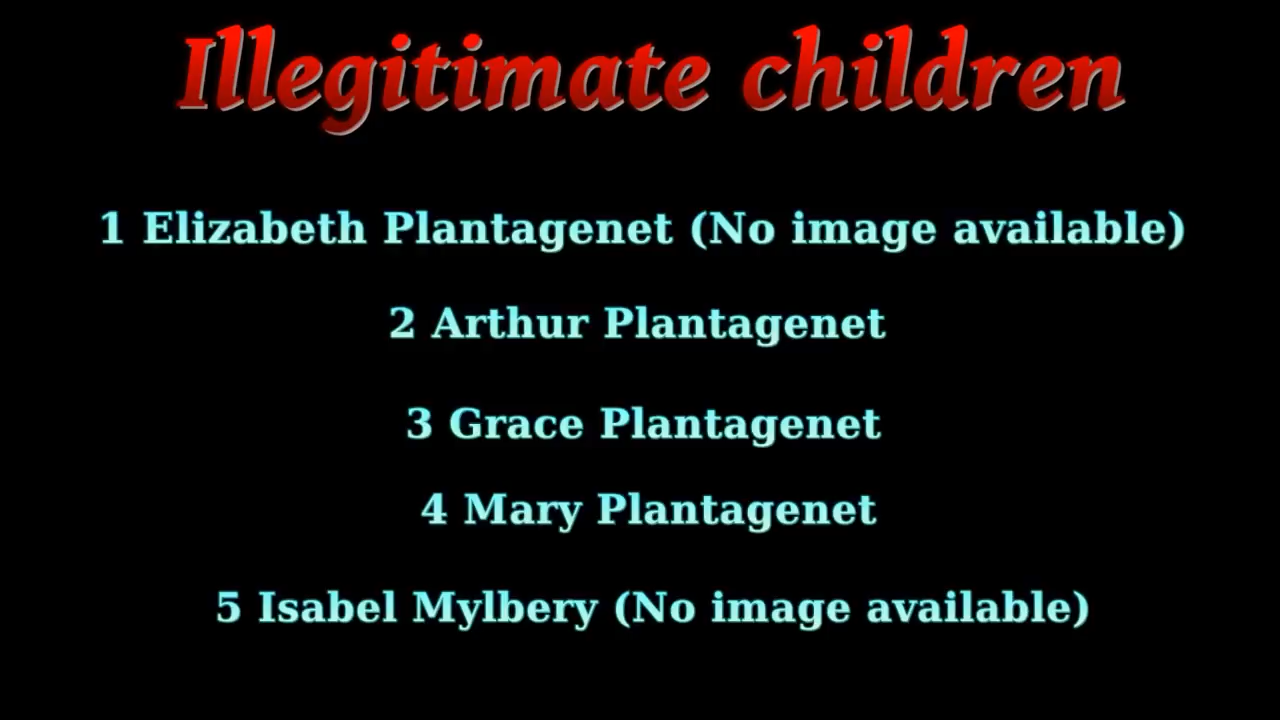 Illegitimate children
1 Elizabeth Plantagenet (No image available)
2 Arthur Plantagenet
3 Grace Plantagenet
4 Mary Plantagenet
5 Isabel Mylbery (No image available)